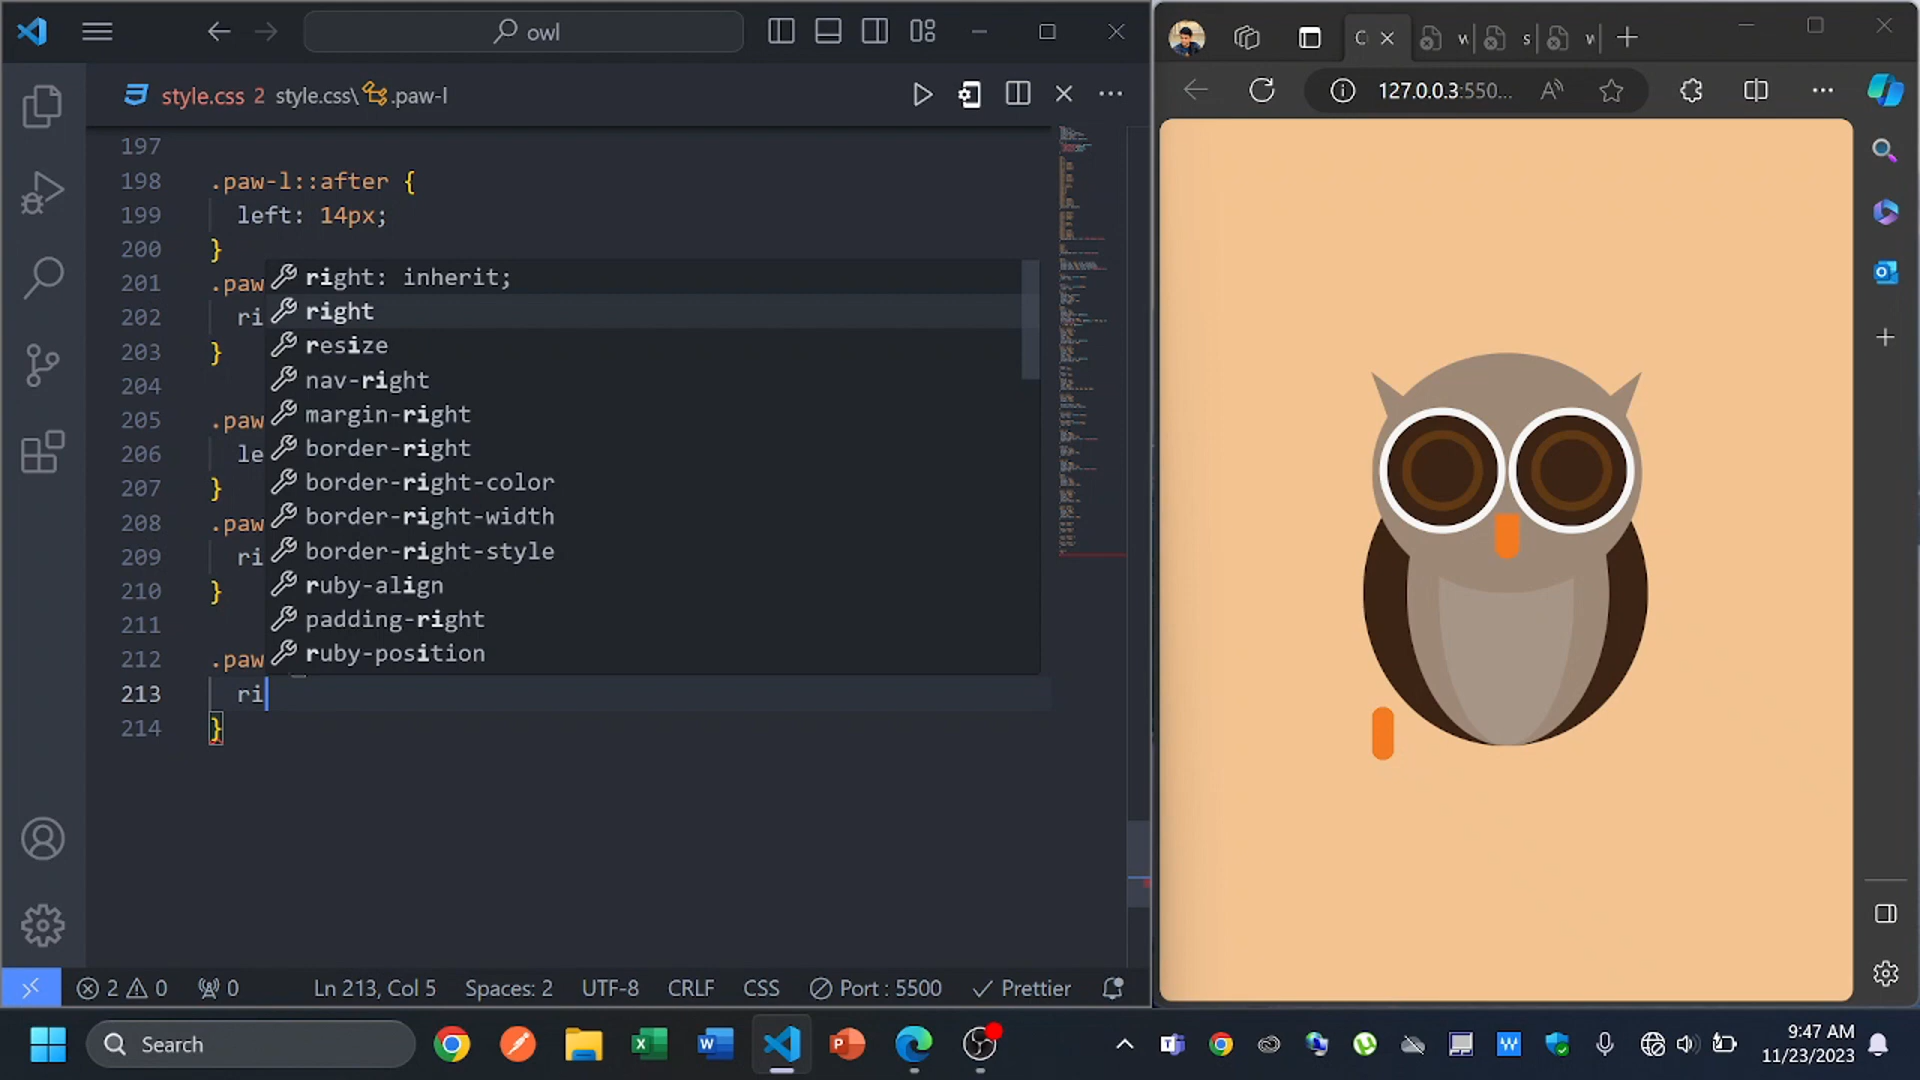 owl
style.css 2 style.css\ .paw-l
197
198 .paw-l::after {
199 left: 14px;
200 }
201 .paw
202 ri
203 }
204
205 .paw
206 le
207 }
208 .paw
209 ri
210 }
211
212 .paw
213 ri
214 }
right: inherit;
right
resize
nav-right
margin-right
border-right
border-right-color
border-right-width
border-right-style
ruby-align
padding-right
ruby-position
2 0 0 Ln 213, Col 5 Spaces: 2 UTF-8 CRLF CSS Port : 5500 Prettier
127.0.0.3:550...
Search
9:47 AM
11/23/2023